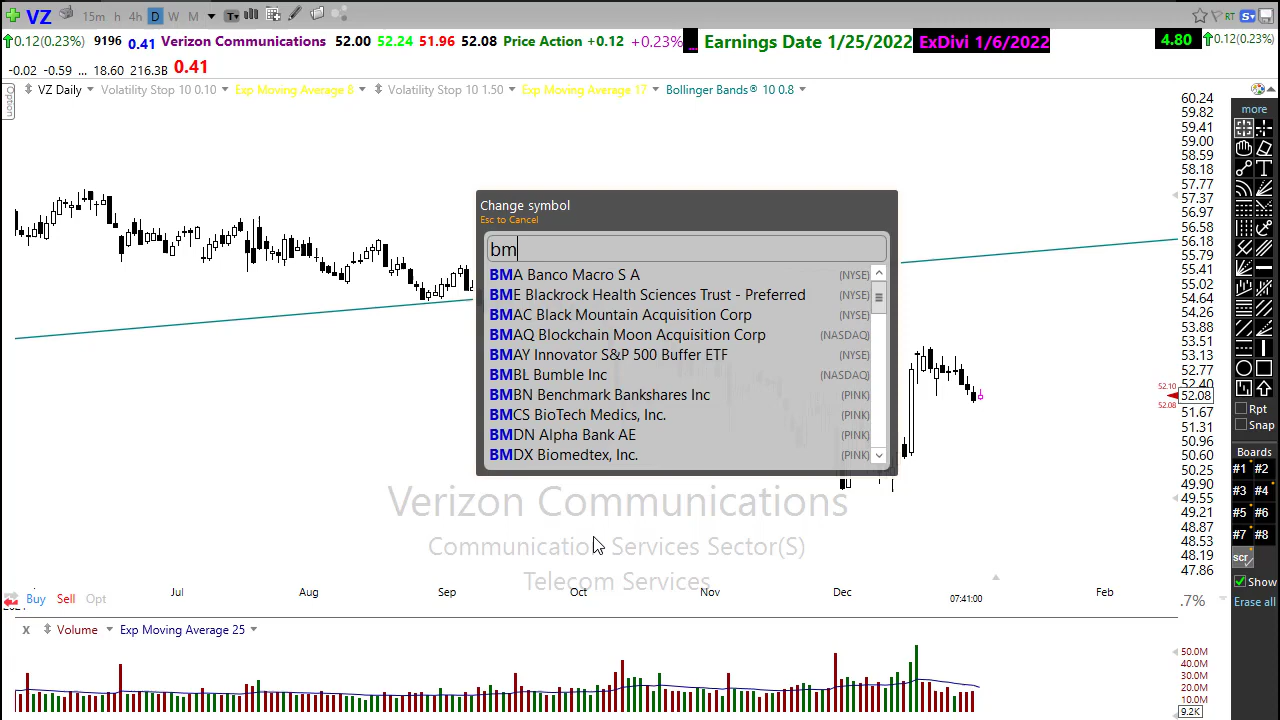 VZ 15m h 4h D W M T RT S
0.12(0.23%) 9196 0.41 Verizon Communications 52.00 52.24 51.96 52.08 Price Action +0.12 +0.23% ... Earnings Date 1/25/2022 ExDivi 1/6/2022 4.80 0.12(0.23%)
-0.02 -0.59 ... 18.60 216.3B 0.41
Option
VZ Daily Volatility Stop 10 0.10 Exp Moving Average 8 Volatility Stop 10 1.50 Exp Moving Average 17 Bollinger Bands® 10 0.8
60.24
59.82
59.41
59.00
58.59
58.18
57.77
57.37
56.97
56.58
56.18
55.79
55.41
55.02
54.64
54.26
53.88
53.51
53.13
52.77
52.40
52.10
52.08
52.08
51.67
51.31
50.96
50.60
50.25
49.90
49.55
49.21
48.87
48.53
48.19
47.86
more
T
Rpt
Snap
Boards
#1 #2
#3 #4
#5 #6
#7 #8
scr
Show
Erase all
Change symbol
Esc to Cancel
bm
BMA Banco Macro S A (NYSE)
BME Blackrock Health Sciences Trust - Preferred (NYSE)
BMAC Black Mountain Acquisition Corp (NYSE)
BMAQ Blockchain Moon Acquisition Corp (NASDAQ)
BMAY Innovator S&P 500 Buffer ETF (NYSE)
BMBL Bumble Inc (NASDAQ)
BMBN Benchmark Bankshares Inc (PINK)
BMCS BioTech Medics, Inc. (PINK)
BMDN Alpha Bank AE (PINK)
BMDX Biomedtex, Inc. (PINK)
Verizon Communications
Communication Services Sector(S)
Telecom Services
Jul Aug Sep Oct Nov Dec 07:41:00 Feb
Buy Sell Opt .7%
x Volume Exp Moving Average 25
50.0M
40.0M
30.0M
20.0M
10.0M
9.2K